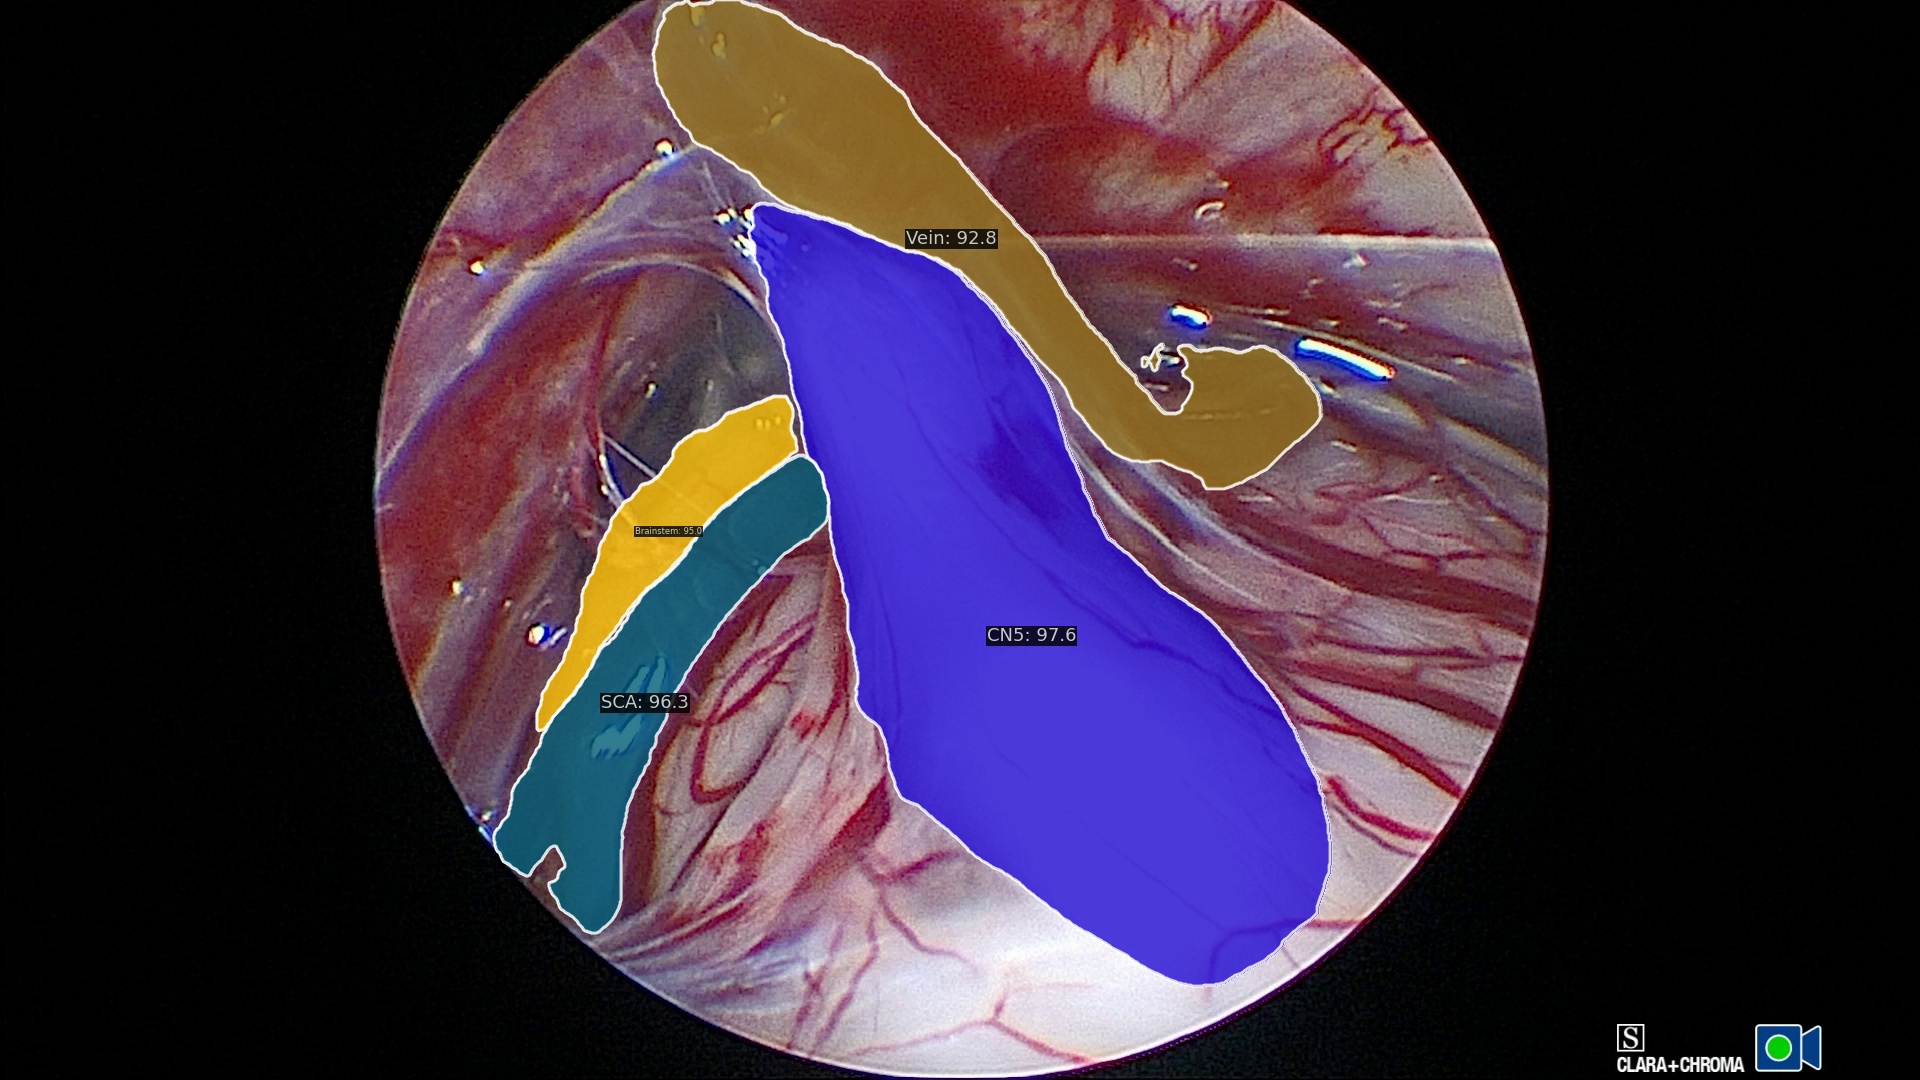 Vein: 92.8
Brainstem: 95.0
CN5: 97.6
SCA: 96.3
S
CLARA+CHROMA